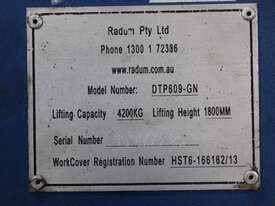 Radum Pty Ltd
Phone 1300 1 72386
www.radum.com.au
Model Number: DTP609-GN
Lifting Capacity 4200KG Lifting Height 1800MM
Serial Number
WorkCover Registration Number HST6-166162/13